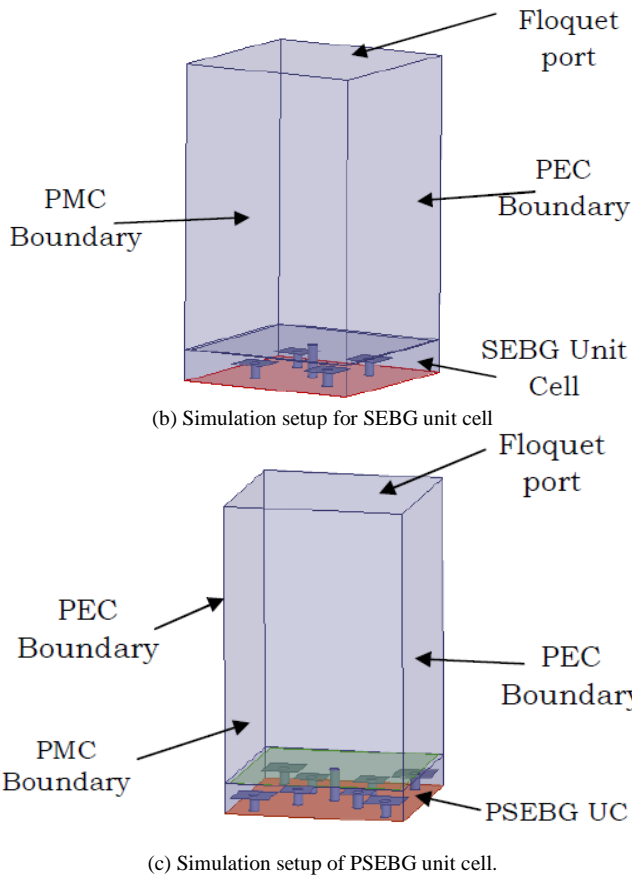 Floquet
port
PMC
Boundary
PEC
Boundary
SEBG Unit
Cell
(b) Simulation setup for SEBG unit cell
Floquet
port
PEC
Boundary
PEC
Boundary
PMC
Boundary
PSEBG UC
(c) Simulation setup of PSEBG unit cell.